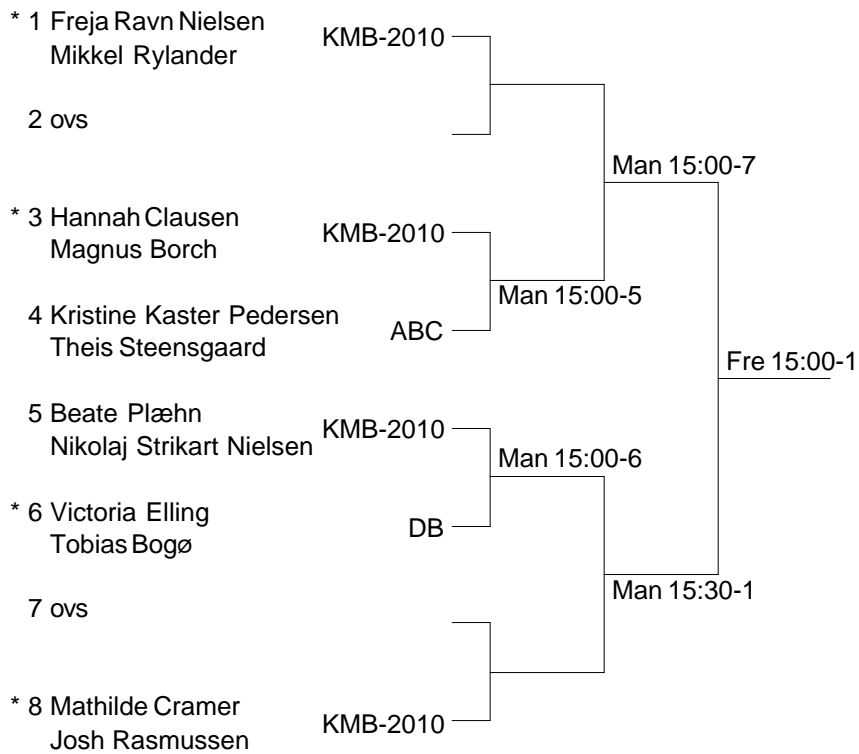 * 1 Freja Ravn Nielsen KMB-2010
Mikkel Rylander
2 ovs
Man 15:00-7
* 3 Hannah Clausen KMB-2010
Magnus Borch
Man 15:00-5
4 Kristine Kaster Pedersen ABC
Theis Steensgaard
Fre 15:00-1
5 Beate Plæhn KMB-2010
Nikolaj Strikart Nielsen
Man 15:00-6
* 6 Victoria Elling DB
Tobias Bogø
Man 15:30-1
7 ovs
* 8 Mathilde Cramer KMB-2010
Josh Rasmussen